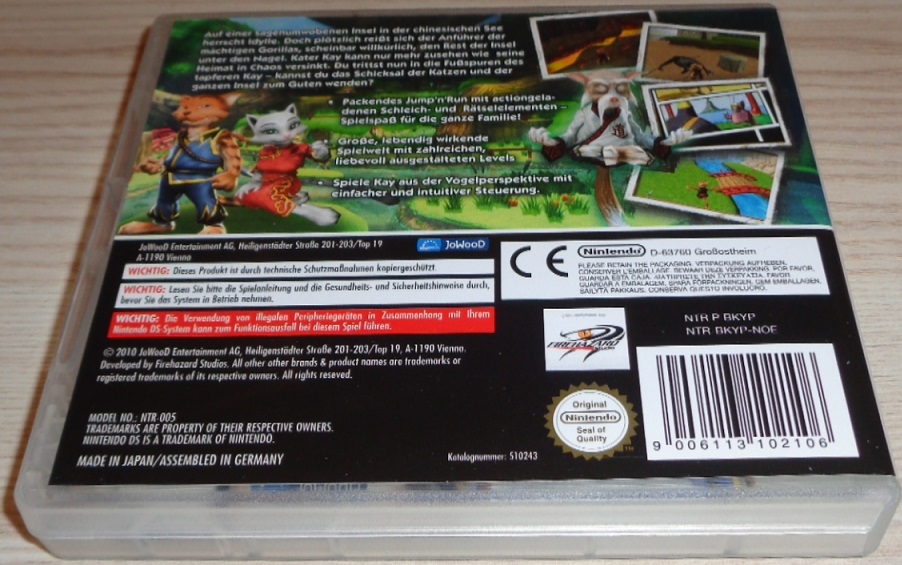 Auf einer sagenumwobenen Insel in der chinesischen See
herrscht Idylle. Doch plötzlich reißt sich der Anführer der
mächtigen Gorillas, scheinbar willkürlich, den Rest der Insel
unter den Nagel. Kater Kay kann nur mehr zusehen wie seine
Heimat in Chaos versinkt. Du trittst nun in die Fußspuren des
tapferen Kay – kannst du das Schicksal der Katzen und der
ganzen Insel zum Guten wenden?
• Packendes Jump'n'Run mit actiongela-
denen Schleich- und Rätselelementen –
Spielspaß für die ganze Familie!
• Große, lebendig wirkende
Spielwelt mit zahlreichen,
liebevoll ausgestalteten Levels
• Spiele Kay aus der Vogelperspektive mit
einfacher und intuitiver Steuerung.
JoWooD Entertainment AG, Heiligenstädter Straße 201-203/Top 19
A-1190 Vienna
JoWooD
WICHTIG: Dieses Produkt ist durch technische Schutzmaßnahmen kopiergeschützt.
WICHTIG: Lesen Sie bitte die Spielanleitung und die Gesundheits- und Sicherheitshinweise durch,
bevor Sie das System in Betrieb nehmen.
WICHTIG: Die Verwendung von illegalen Peripheriegeräten in Zusammenhang mit Ihrem
Nintendo DS-System kann zum Funktionsausfall bei diesem Spiel führen.
© 2010 JoWooD Entertainment AG, Heiligenstädter Straße 201-203/Top 19, A-1190 Vienna.
Developed by Firehazard Studios. All other other brands & product names are trademarks or
registered trademarks of its respective owners. All rights reseved.
MODEL NO.: NTR-005
TRADEMARKS ARE PROPERTY OF THEIR RESPECTIVE OWNERS.
NINTENDO DS IS A TRADEMARK OF NINTENDO.
MADE IN JAPAN/ASSEMBLED IN GERMANY
Katalognummer: 510243
CE
Nintendo D-63760 Großostheim
PLEASE RETAIN THE PACKAGING. VERPACKUNG AUFHEBEN.
CONSERVER L'EMBALLAGE. BEWAAR DEZE VERPAKKING. POR FAVOR,
GUARDA ESTA CAJA. ΦΥΛΑΞΤΕ ΤΗΝ ΣΥΣΚΕΥΑΣΙΑ. FAVOR
GUARDAR A EMBALAGEM. SPARA FÖRPACKNINGEN. GEM EMBALLAGEN.
SÄILYTÄ PAKKAUS. CONSERVA QUESTO INVOLUCRO.
FIREHAZARD
STUDIO
NTR P BKYP
NTR BKYP-NOE
Original
Nintendo
Seal of
Quality
TM
9 006113 102106